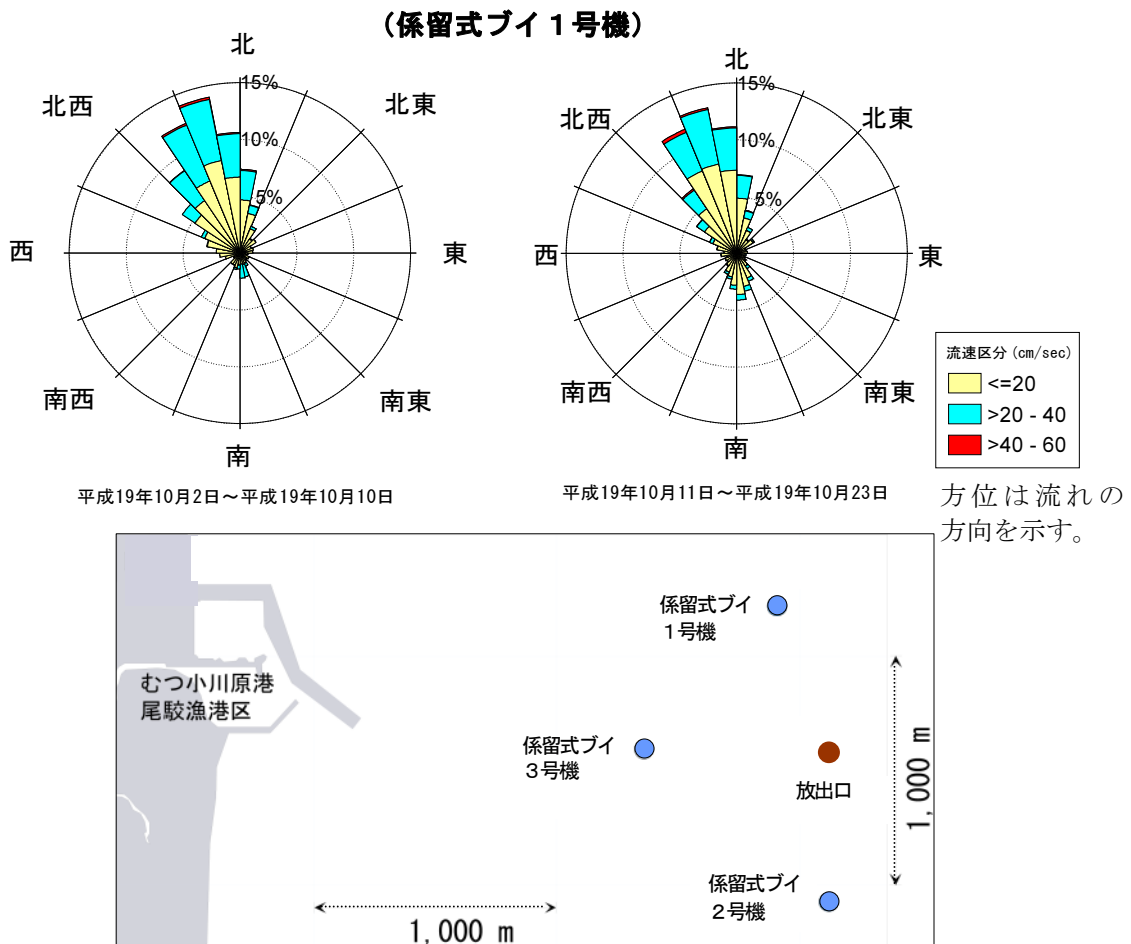 (係留式ブイ１号機)
北
15%
10%
5%
北東
東
南東
南
南西
西
北西
平成19年10月2日～平成19年10月10日
北
15%
10%
5%
北東
東
南東
南
南西
西
北西
平成19年10月11日～平成19年10月23日
流速区分 (cm/sec)
<=20
>20 - 40
>40 - 60
方位は流れの
方向を示す。
係留式ブイ
１号機
むつ小川原港
尾駮漁港区
係留式ブイ
３号機
放出口
1,000 m
係留式ブイ
２号機
1,000 m